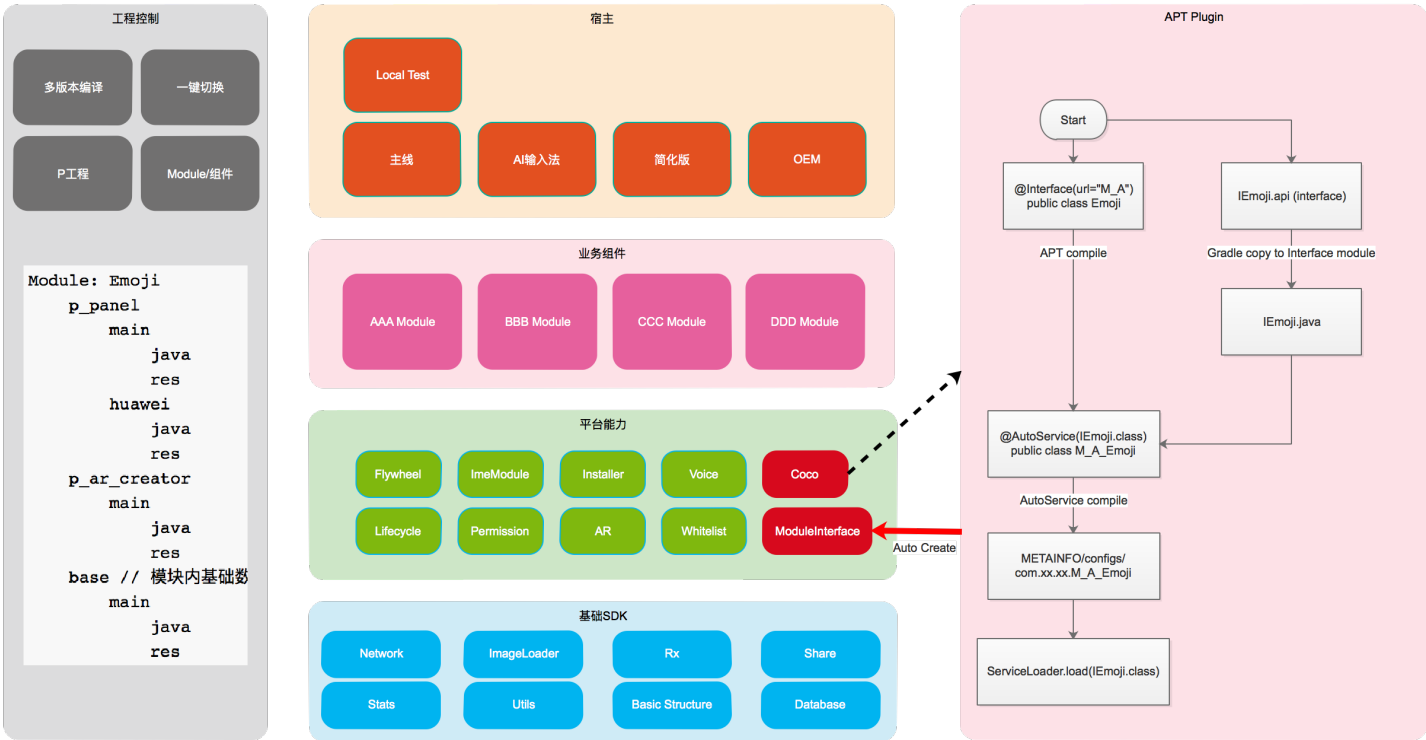 工程控制
多版本编译
一键切换
P工程
Module/组件
Module: Emoji
p_panel
main
java
res
huawei
java
res
p_ar_creator
main
java
res
base // 模块内基础数
main
java
res
宿主
Local Test
主线
AI输入法
简化版
OEM
业务组件
AAA Module
BBB Module
CCC Module
DDD Module
平台能力
Flywheel
ImeModule
Installer
Voice
Coco
Lifecycle
Permission
AR
Whitelist
ModuleInterface
Auto Create
基础SDK
Network
ImageLoader
Rx
Share
Stats
Utils
Basic Structure
Database
APT Plugin
Start
@Interface(url="M_A")
public class Emoji
IEmoji.api (interface)
APT compile
Gradle copy to Interface module
IEmoji.java
@AutoService(IEmoji.class)
public class M_A_Emoji
AutoService compile
METAINFO/configs/
com.xx.xx.M_A_Emoji
ServiceLoader.load(IEmoji.class)